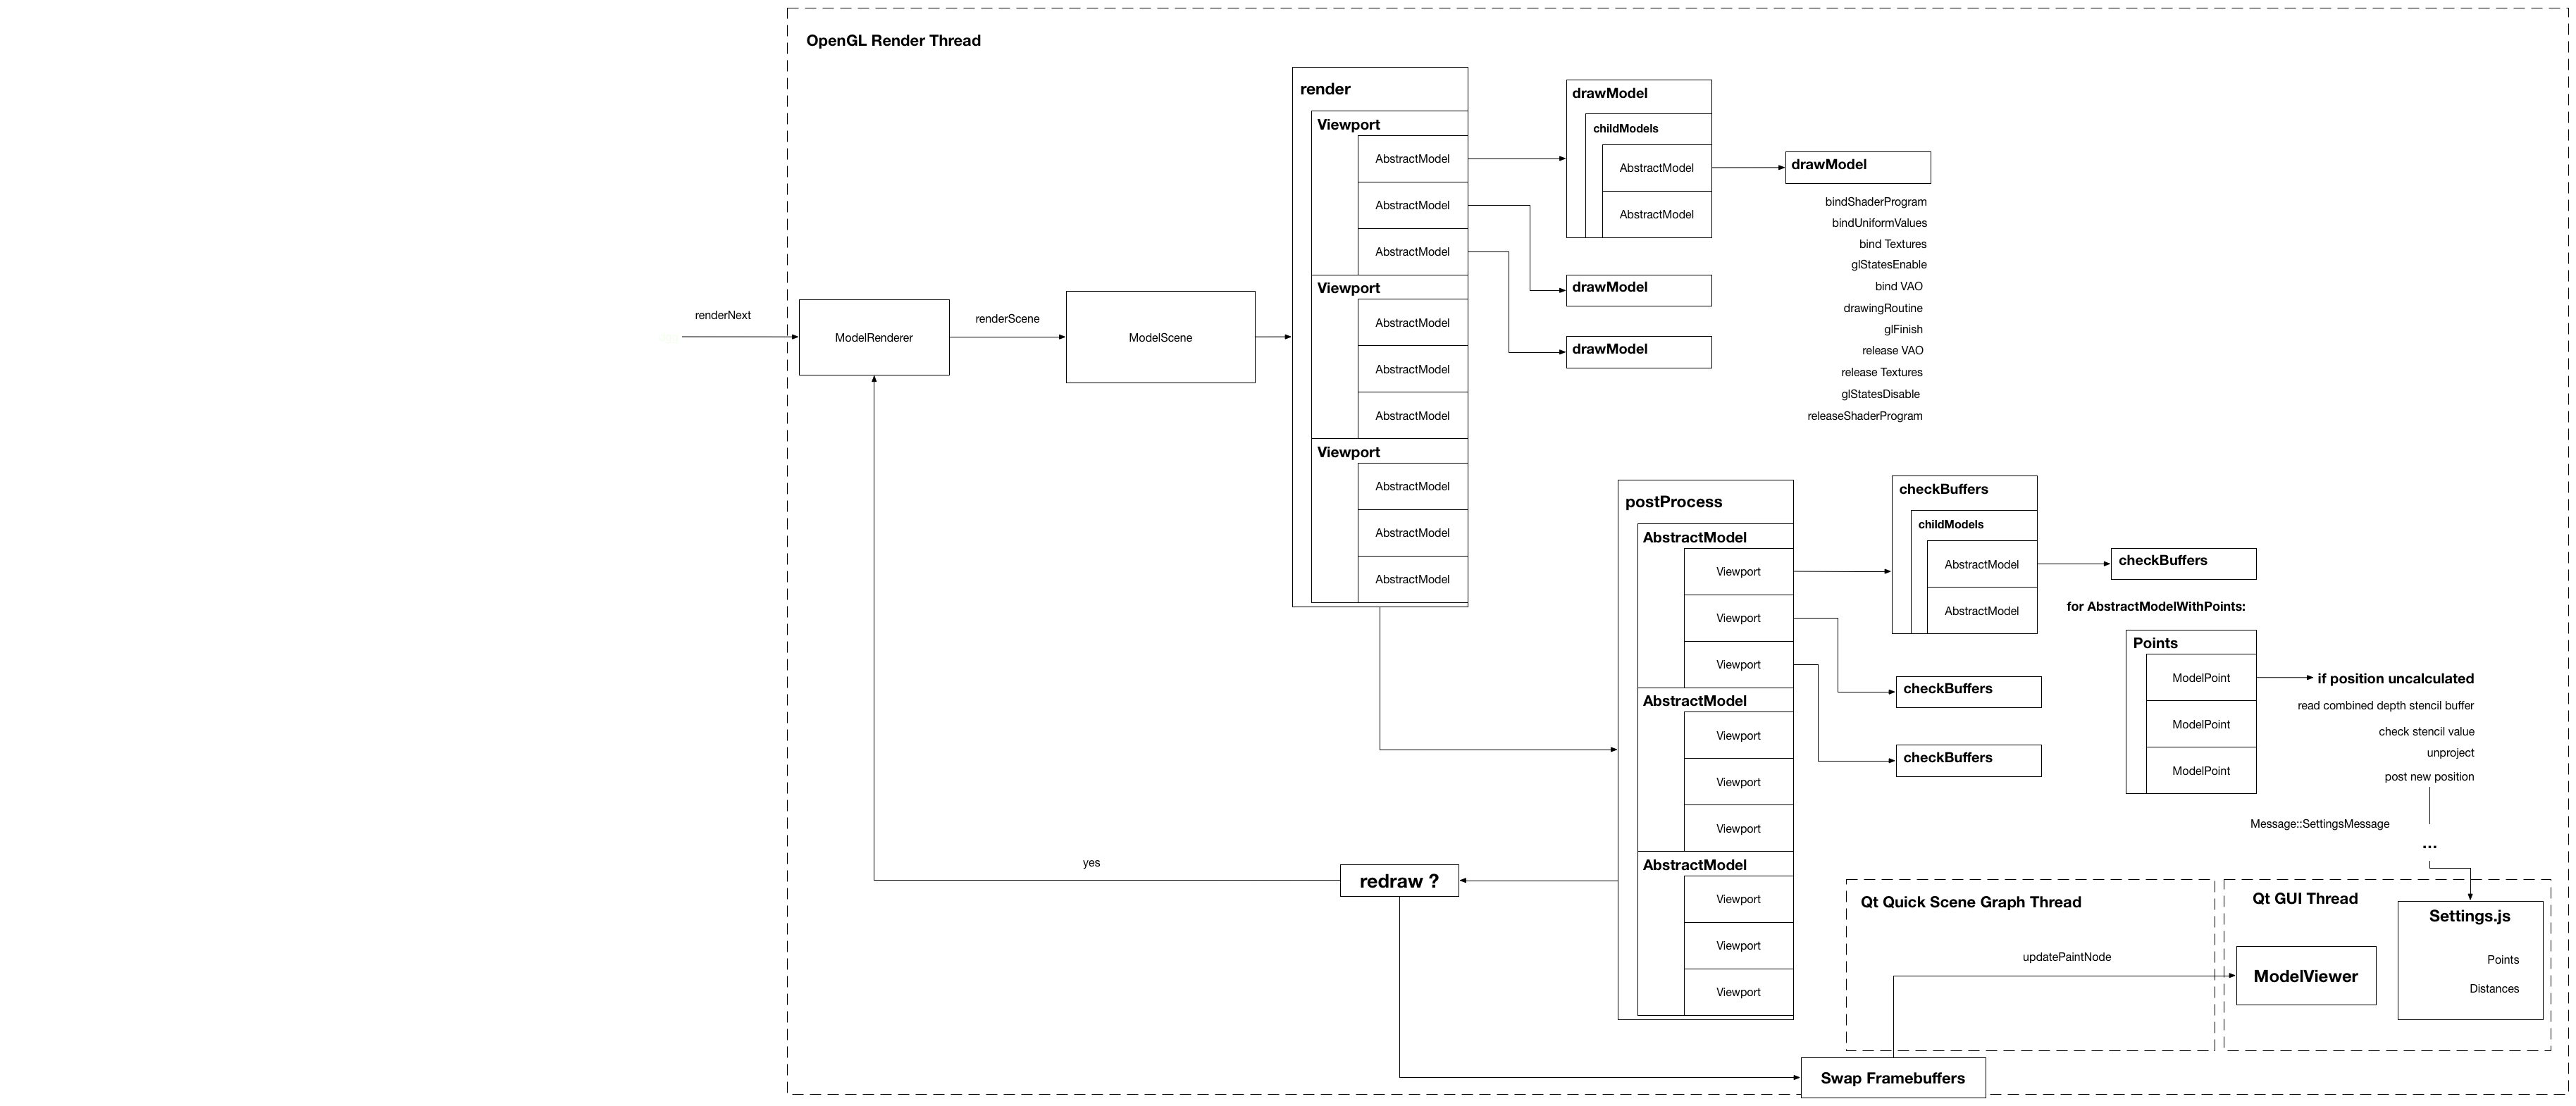 OpenGL Render Thread
renderNext
ModelRenderer
renderScene
ModelScene
render
Viewport
AbstractModel
AbstractModel
AbstractModel
Viewport
AbstractModel
AbstractModel
AbstractModel
Viewport
AbstractModel
AbstractModel
AbstractModel
drawModel
childModels
AbstractModel
AbstractModel
drawModel
drawModel
drawModel
bindShaderProgram
bindUniformValues
bind Textures
glStatesEnable
bind VAO
drawingRoutine
glFinish
release VAO
release Textures
glStatesDisable
releaseShaderProgram
postProcess
AbstractModel
Viewport
Viewport
Viewport
AbstractModel
Viewport
Viewport
Viewport
AbstractModel
Viewport
Viewport
Viewport
checkBuffers
childModels
AbstractModel
AbstractModel
checkBuffers
checkBuffers
checkBuffers
for AbstractModelWithPoints:
Points
ModelPoint
ModelPoint
ModelPoint
if position uncalculated
read combined depth stencil buffer
check stencil value
unproject
post new position
Message::SettingsMessage
...
yes
redraw ?
Qt Quick Scene Graph Thread
updatePaintNode
Qt GUI Thread
ModelViewer
Settings.js
Points
Distances
Swap Framebuffers